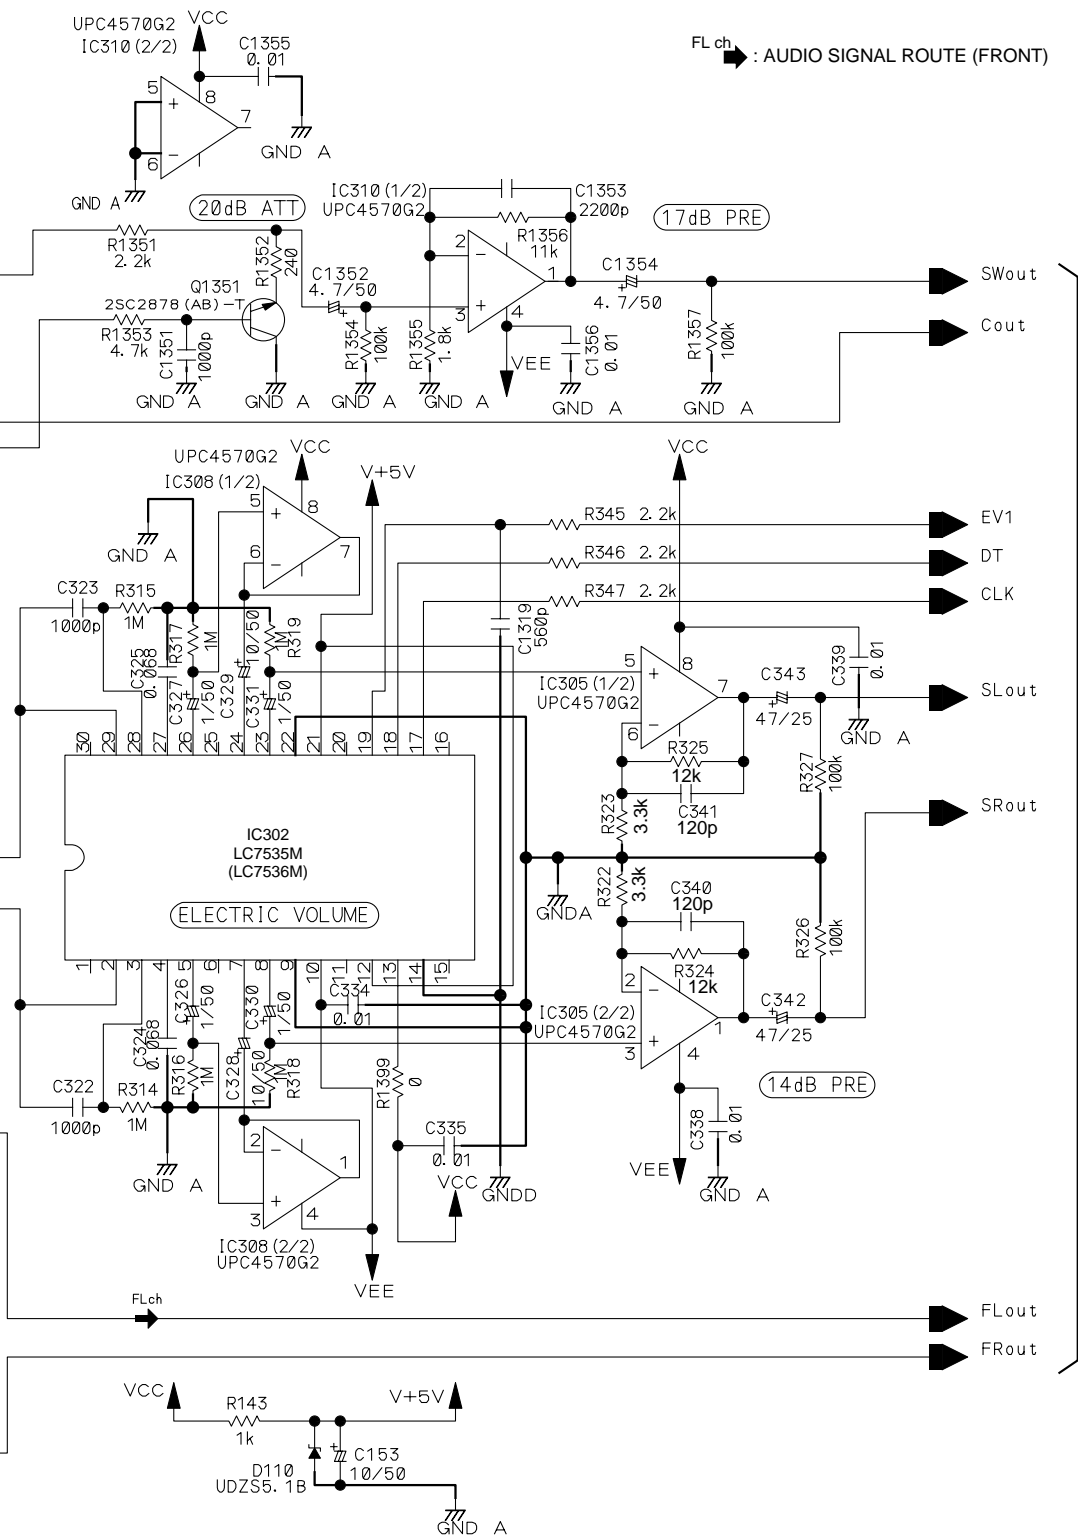 UPC4570G2
IC310(2/2)
VCC
C1355
0.01
FL ch
: AUDIO SIGNAL ROUTE (FRONT)
5
+
8
7
6
−
GND A
GND A
20dB ATT
IC310(1/2)
UPC4570G2
C1353
2200p
17dB PRE
R1351
2.2k
R1352
240
R1356
11k
2
−
1
3
+
4
C1352
4.7/50
+
C1354
+
4.7/50
SWout
Q1351
2SC2878(AB)-T
R1353
4.7k
C1351
1000p
R1354
100k
R1355
1.8k
VEE
C1356
0.01
R1357
100k
Cout
GND A
GND A
GND A
GND A
GND A
GND A
UPC4570G2
IC308(1/2)
VCC
V+5V
VCC
5
+
8
6
−
7
GND A
R345 2.2k
EV1
R346 2.2k
DT
R347 2.2k
CLK
C323
1000p
R315
1M
C325
0.068
R317
1M
C327
+
1/50
C329
+
10/50
R319
1M
C331
+
1/50
C1319
560p
IC305(1/2)
UPC4570G2
5
+
8
7
6
−
C343
+
47/25
C339
0.01
GND A
SLout
R325
12k
C341
120p
R323
3.3k
R327
100k
30
29
28
27
26
25
24
23
22
21
20
19
18
17
16
IC302
LC7535M
(LC7536M)
ELECTRIC VOLUME
1
2
3
4
5
6
7
8
9
10
11
12
13
14
15
SRout
GNDA
R322
3.3k
C340
120p
R324
12k
R326
100k
IC305(2/2)
UPC4570G2
2
−
3
+
1
4
C342
+
47/25
14dB PRE
C338
0.01
VEE
GND A
C322
1000p
R314
1M
C324
0.068
R316
1M
C326
+
1/50
C328
+
10/50
R318
1M
C330
+
1/50
C334
0.01
R1399
0
C335
0.01
VCC
GNDD
GND A
2
−
1
3
+
4
IC308(2/2)
UPC4570G2
VEE
FLch
FLout
FRout
VCC
R143
1k
V+5V
D110
UDZS5.1B
+
C153
10/50
GND A